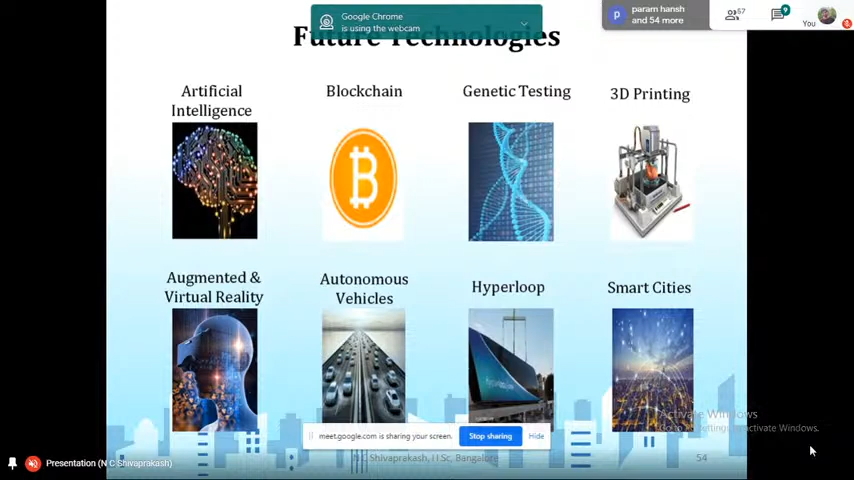 Google Chrome
is using the webcam
param hansh
and 54 more
P
57
9
You
Future Technologies
Artificial
Intelligence
Blockchain
Genetic Testing
3D Printing
Augmented &
Virtual Reality
Autonomous
Vehicles
Hyperloop
Smart Cities
Activate Windows
Go to Settings to activate Windows.
meet.google.com is sharing your screen.
Stop sharing
Hide
N C Shivaprakash, IISc, Bangalore
54
Presentation (N C Shivaprakash)